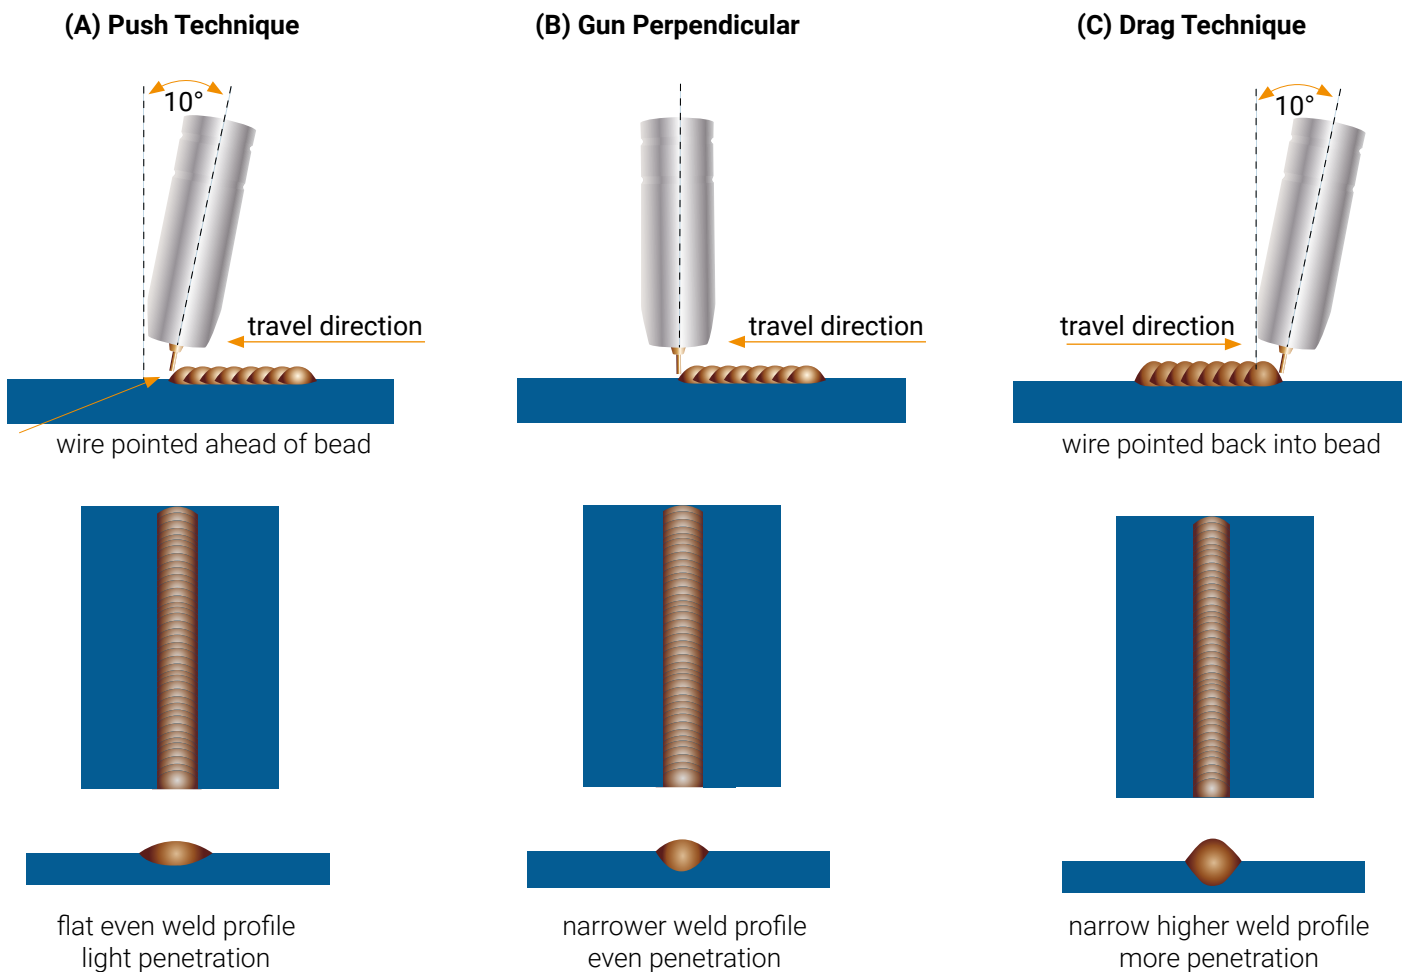 (A) Push Technique
(B) Gun Perpendicular
(C) Drag Technique
10°
10°
travel direction
travel direction
travel direction
wire pointed ahead of bead
wire pointed back into bead
flat even weld profile
light penetration
narrower weld profile
even penetration
narrow higher weld profile
more penetration